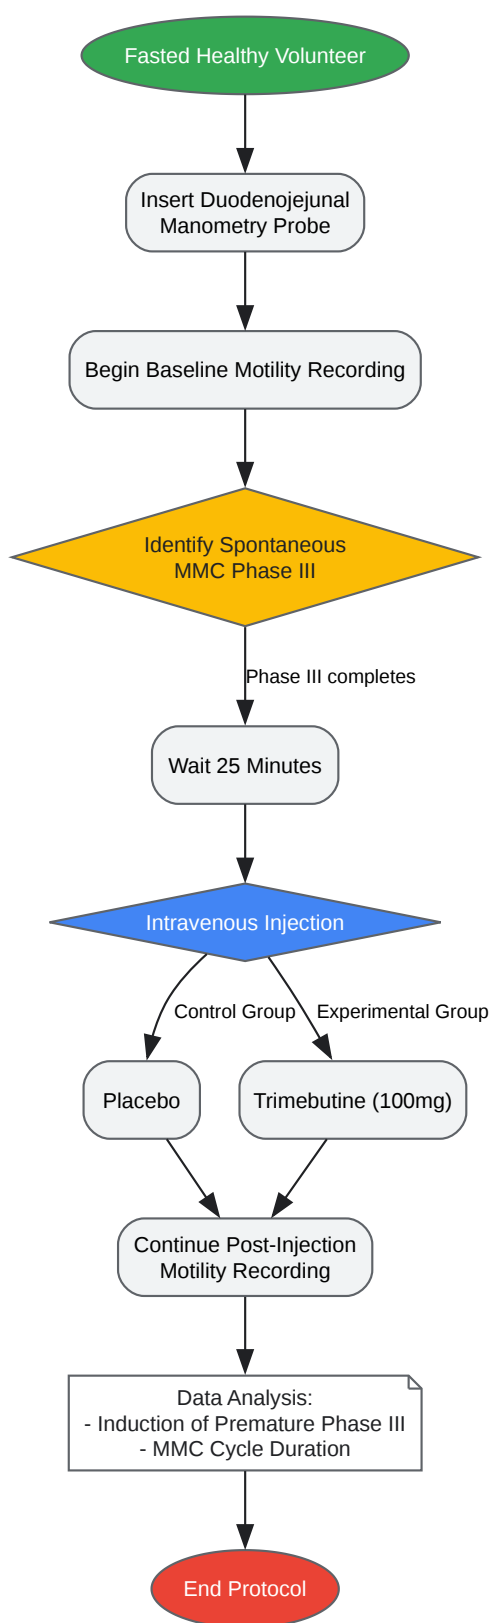 Fasted Healthy Volunteer
Insert Duodenojejunal
Manometry Probe
Begin Baseline Motility Recording
Identify Spontaneous
MMC Phase III
Phase III completes
Wait 25 Minutes
Intravenous Injection
Control Group
Experimental Group
Placebo
Trimebutine (100mg)
Continue Post-Injection
Motility Recording
Data Analysis:
- Induction of Premature Phase III
- MMC Cycle Duration
End Protocol